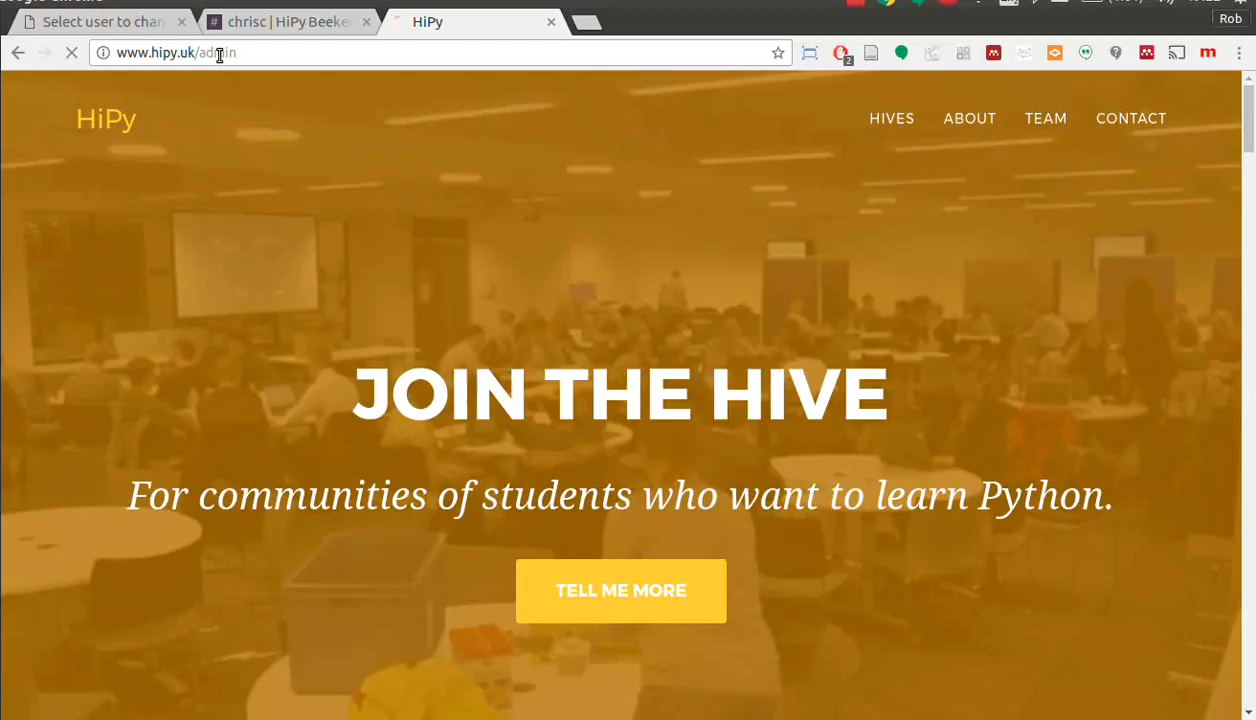 Select user to chan
# chrisc | HiPy Beeke
HiPy
Rob
www.hipy.uk/admin
2
m
HiPy
HIVES ABOUT TEAM CONTACT
JOIN THE HIVE
For communities of students who want to learn Python.
TELL ME MORE